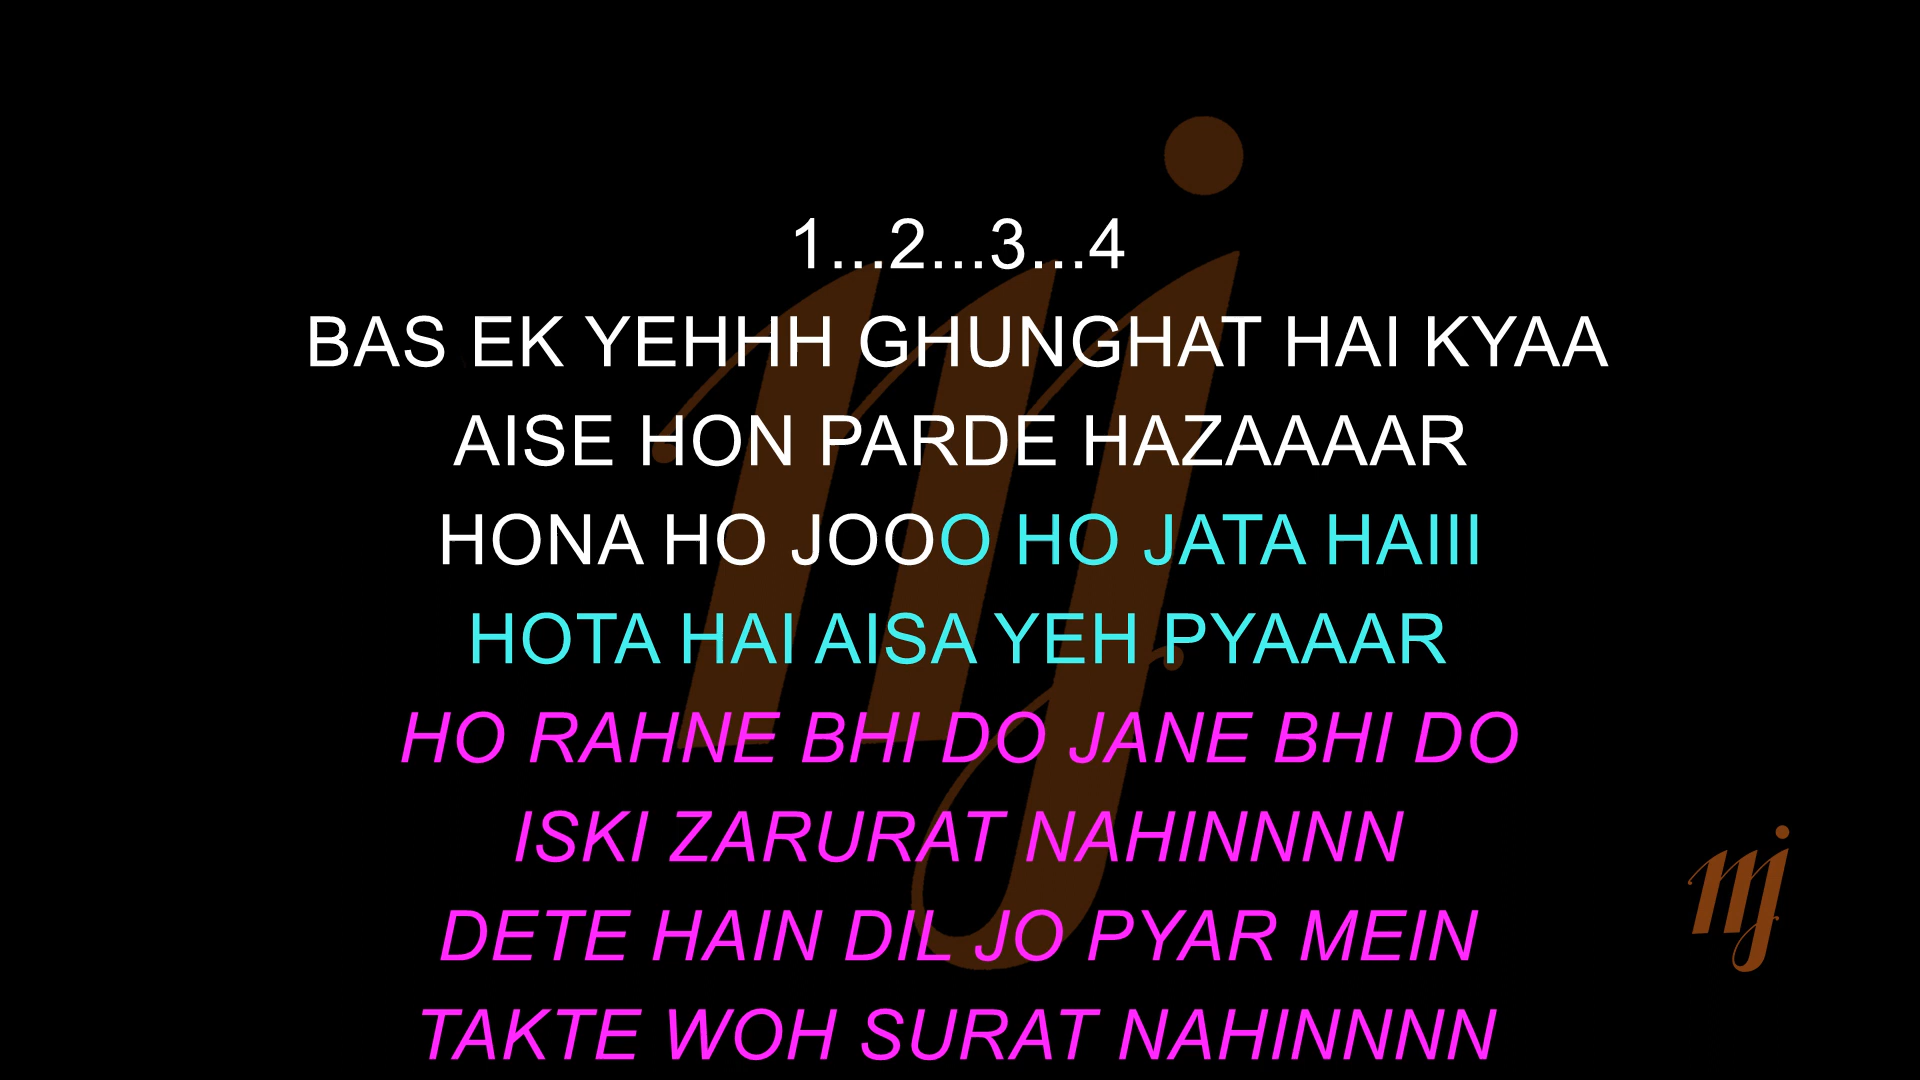 1...2...3...4
BAS EK YEHHH GHUNGHAT HAI KYAA
AISE HON PARDE HAZAAAAR
HONA HO JOOO HO JATA HAIII
HOTA HAI AISA YEH PYAAAR
HO RAHNE BHI DO JANE BHI DO
ISKI ZARURAT NAHINNNN
DETE HAIN DIL JO PYAR MEIN
TAKTE WOH SURAT NAHINNNN
mj